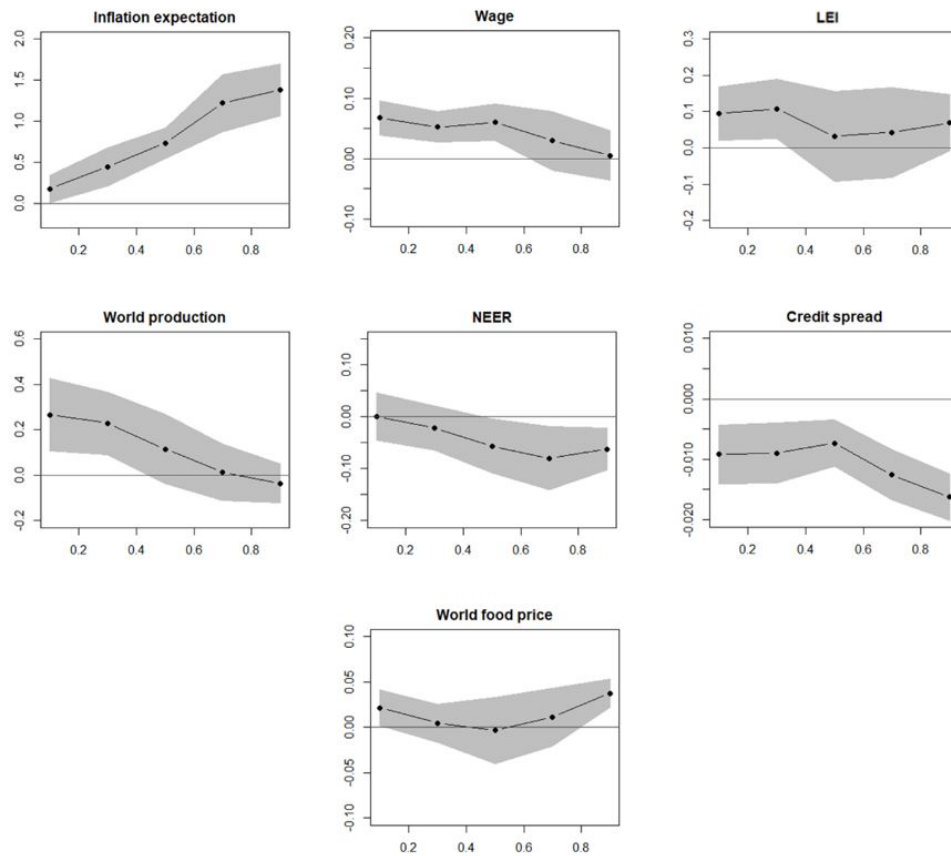 Inflation expectation
2.0
1.5
1.0
0.5
0.0
0.2 0.4 0.6 0.8
Wage
0.20
0.10
0.00
-0.10
0.2 0.4 0.6 0.8
LEI
0.3
0.2
0.1
0.0
-0.1
-0.2
0.2 0.4 0.6 0.8
World production
0.6
0.4
0.2
0.0
-0.2
0.2 0.4 0.6 0.8
NEER
0.10
0.00
-0.10
-0.20
0.2 0.4 0.6 0.8
Credit spread
0.010
0.000
-0.010
-0.020
0.2 0.4 0.6 0.8
World food price
0.10
0.05
0.00
-0.05
-0.10
0.2 0.4 0.6 0.8